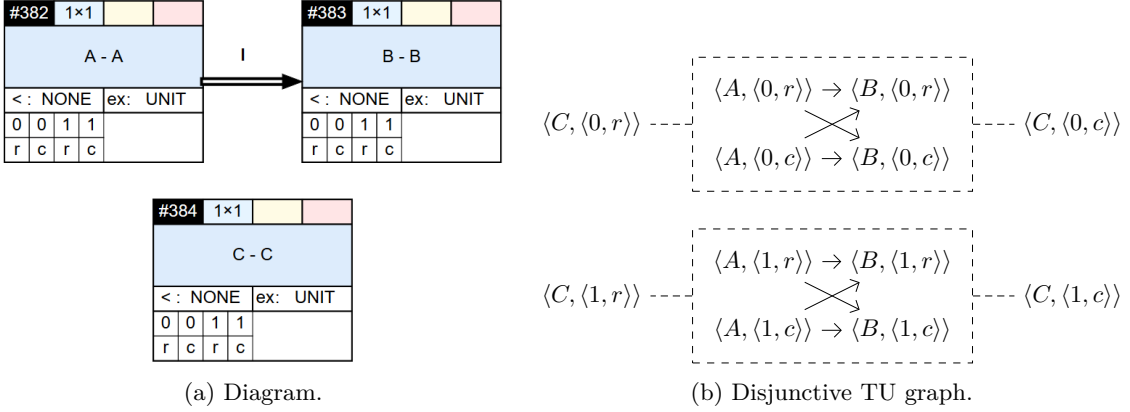 #382 1×1
A - A
< : NONE ex: UNIT
0 0 1 1
r c r c
I
#383 1×1
B - B
< : NONE ex: UNIT
0 0 1 1
r c r c
#384 1×1
C - C
< : NONE ex: UNIT
0 0 1 1
r c r c
(a) Diagram.
⟨A, ⟨0, r⟩⟩ → ⟨B, ⟨0, r⟩⟩
⟨C, ⟨0, r⟩⟩ ⟨C, ⟨0, c⟩⟩
⟨A, ⟨0, c⟩⟩ → ⟨B, ⟨0, c⟩⟩
⟨A, ⟨1, r⟩⟩ → ⟨B, ⟨1, r⟩⟩
⟨C, ⟨1, r⟩⟩ ⟨C, ⟨1, c⟩⟩
⟨A, ⟨1, c⟩⟩ → ⟨B, ⟨1, c⟩⟩
(b) Disjunctive TU graph.